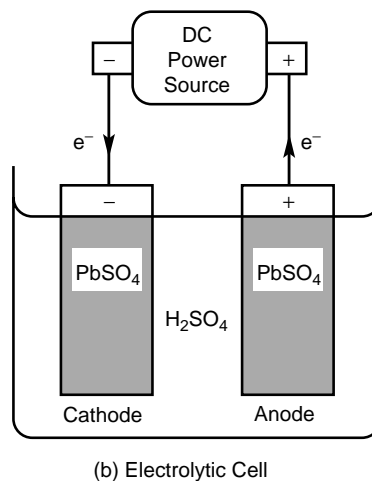 DC
Power
Source
− +
e⁻ e⁻
− +
PbSO₄ PbSO₄
H₂SO₄
Cathode Anode
(b) Electrolytic Cell